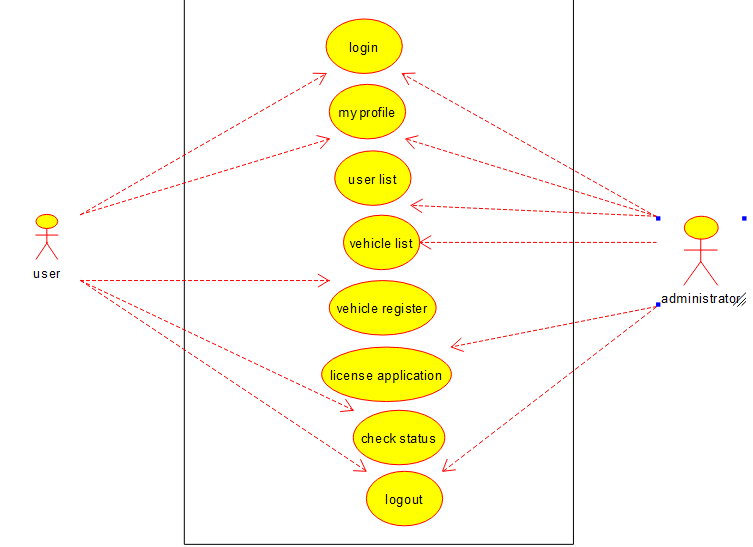 login
my profile
user list
vehicle list
user
administrator
vehicle register
license application
check status
logout